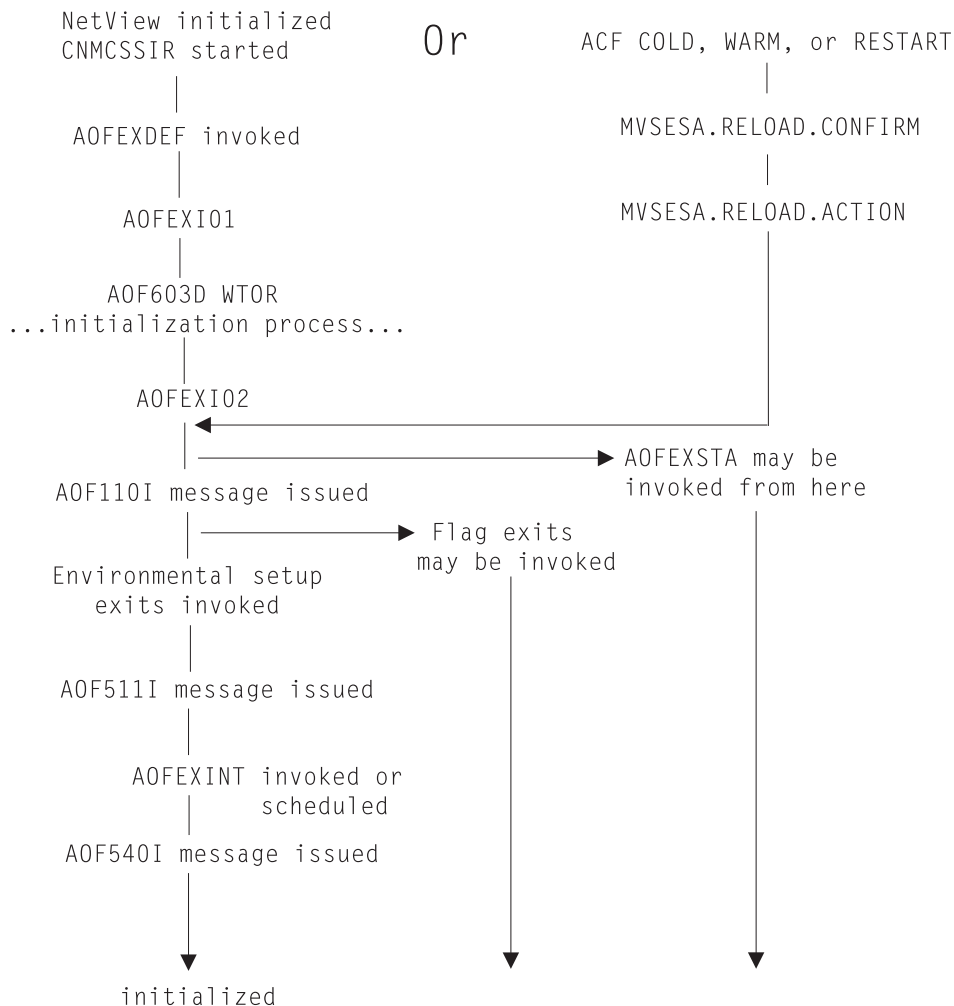 NetView initialized
CNMCSSIR started
Or
ACF COLD, WARM, or RESTART
MVSESA.RELOAD.CONFIRM
AOFEXDEF invoked
MVSESA.RELOAD.ACTION
AOFEXI01
AOF603D WTOR
...initialization process...
AOFEXI02
AOFEXSTA may be
invoked from here
AOF110I message issued
Flag exits
may be invoked
Environmental setup
exits invoked
AOF511I message issued
AOFEXINT invoked or
scheduled
AOF540I message issued
initialized